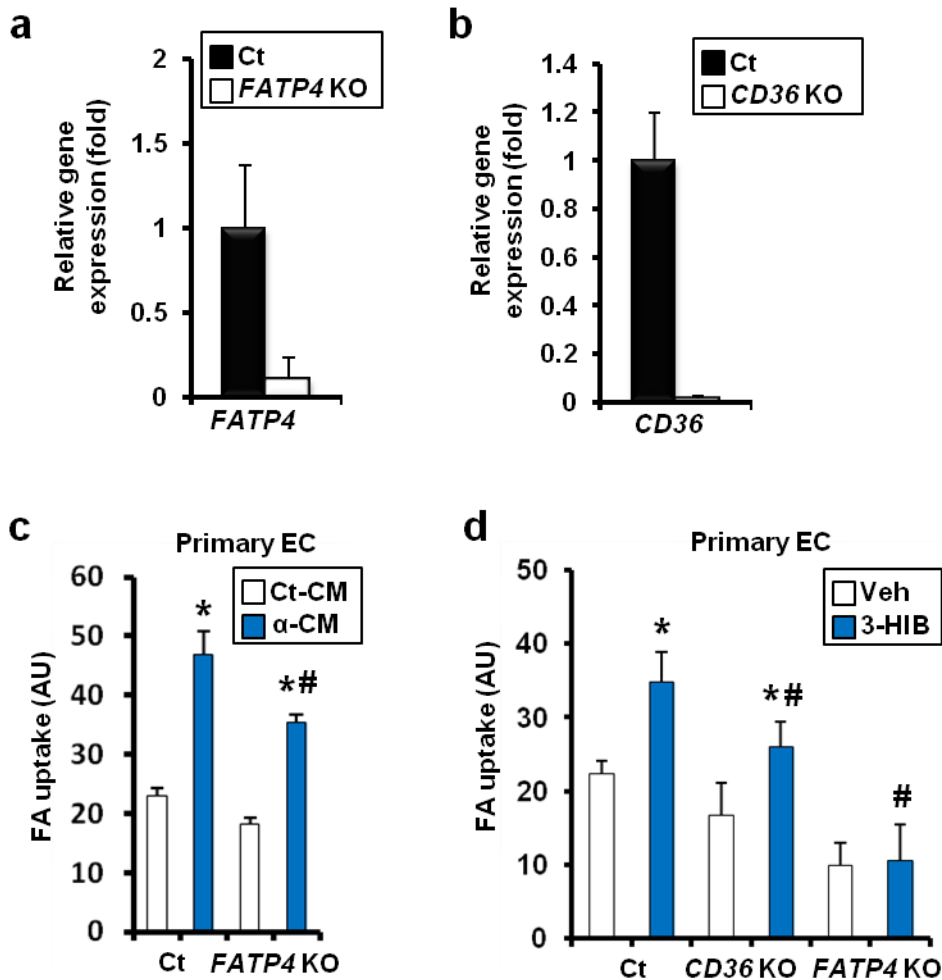 a
Ct
FATP4 KO
Relative gene
expression (fold)
2
1.5
1
0.5
0
FATP4
b
Ct
CD36 KO
Relative gene
expression (fold)
1.4
1.2
1
0.8
0.6
0.4
0.2
0
CD36
c
Primary EC
Ct-CM
α-CM
FA uptake (AU)
60
50
40
30
20
10
0
*
*#
Ct FATP4 KO
d
Primary EC
Veh
3-HIB
FA uptake (AU)
50
40
30
20
10
0
*
*#
#
Ct CD36 KO FATP4 KO